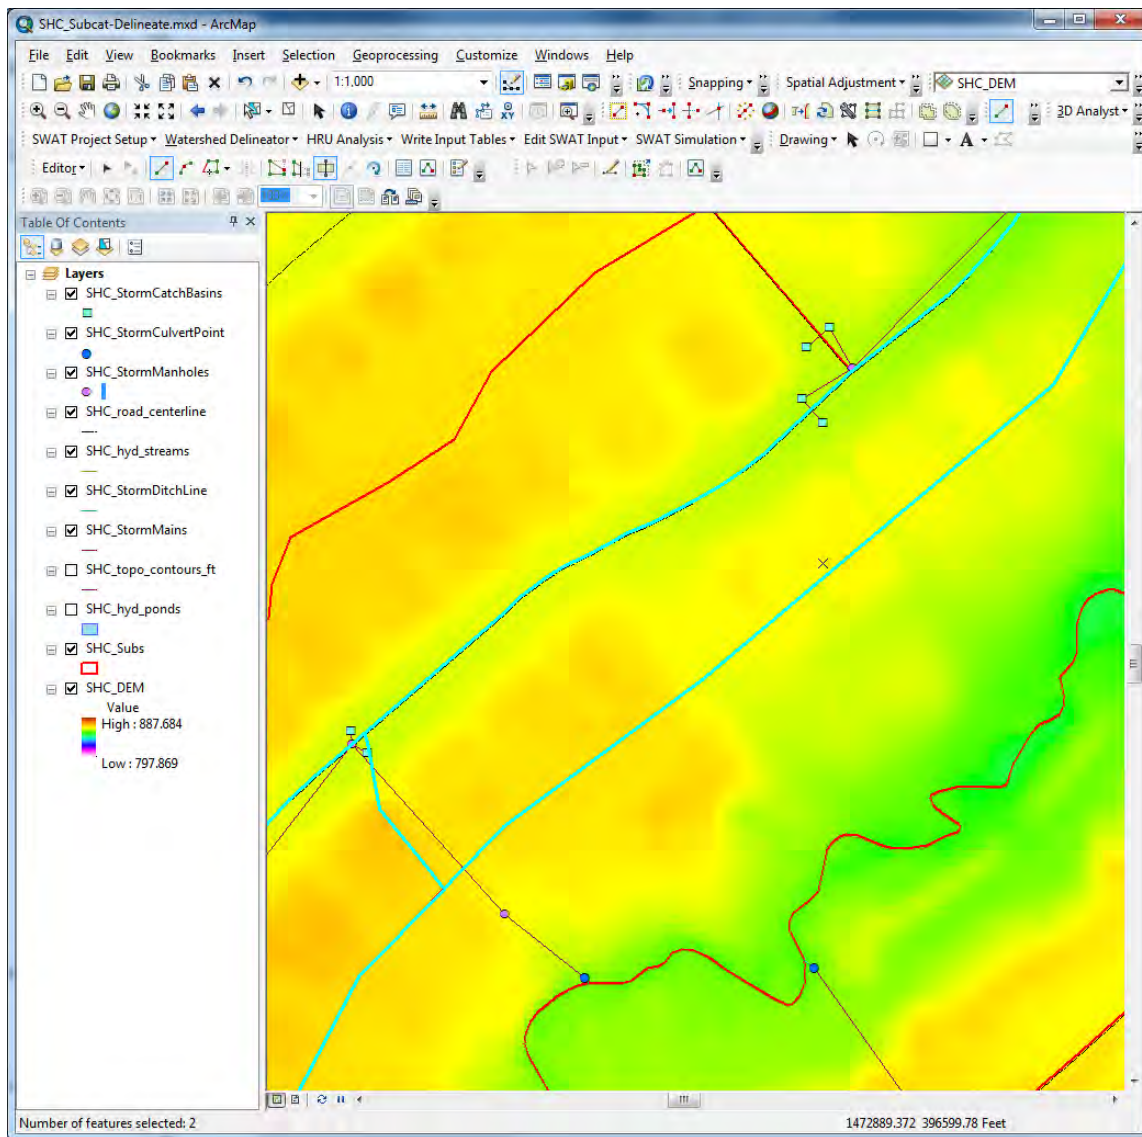 SHC_Subcat-Delineate.mxd - ArcMap
File Edit View Bookmarks Insert Selection Geoprocessing Customize Windows Help
1:1.000 Snapping Spatial Adjustment SHC_DEM
3D Analyst
SWAT Project Setup Watershed Delineator HRU Analysis Write Input Tables Edit SWAT Input SWAT Simulation Drawing A
Editor
Table Of Contents
Layers
SHC_StormCatchBasins
SHC_StormCulvertPoint
SHC_StormManholes
SHC_road_centerline
SHC_hyd_streams
SHC_StormDitchLine
SHC_StormMains
SHC_topo_contours_ft
SHC_hyd_ponds
SHC_Subs
SHC_DEM
Value
High : 887.684
Low : 797.869
Number of features selected: 2 1472889.372 396599.78 Feet